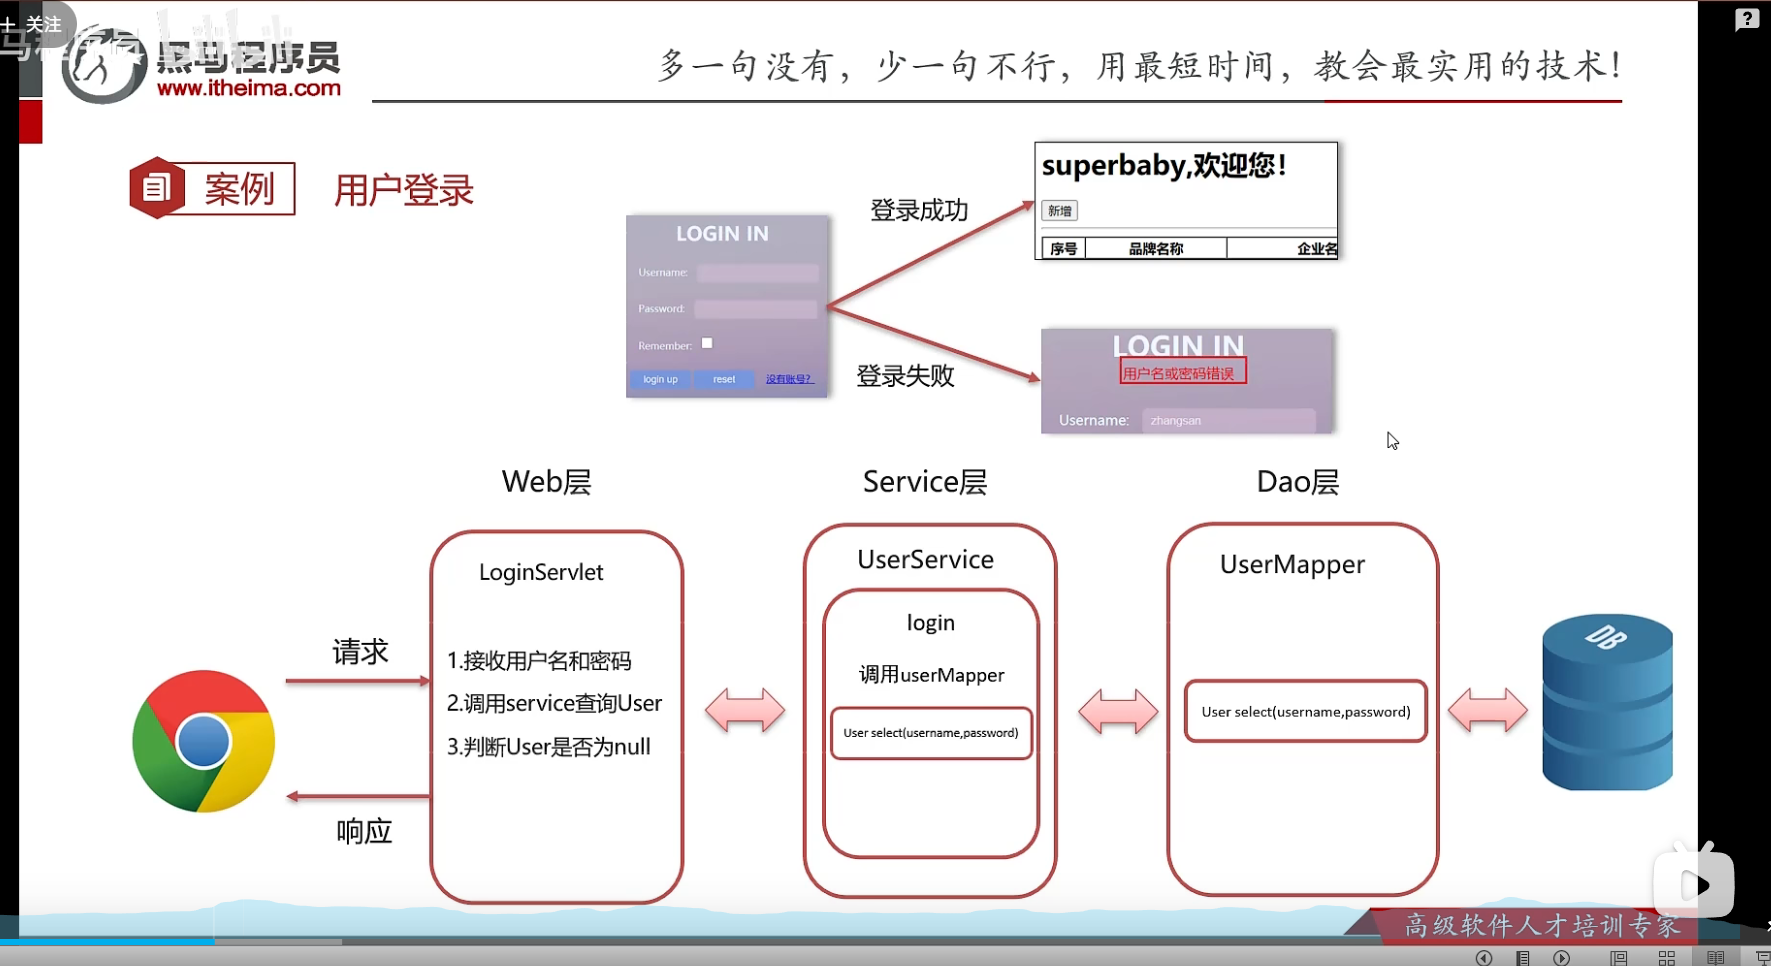 + 关注
黑马程序员
www.itheima.com
多一句没有，少一句不行，用最短时间，教会最实用的技术！
案例
用户登录
superbaby,欢迎您！
新增
序号 品牌名称 企业名
登录成功
LOGIN IN
Username:
Password:
Remember:
login up reset 没有账号？
登录失败
LOGIN IN
用户名或密码错误
Username: zhangsan
Web层 Service层 Dao层
LoginServlet
1.接收用户名和密码
2.调用service查询User
3.判断User是否为null
UserService
login
调用userMapper
User select(username,password)
UserMapper
User select(username,password)
请求
响应
DB
高级软件人才培训专家